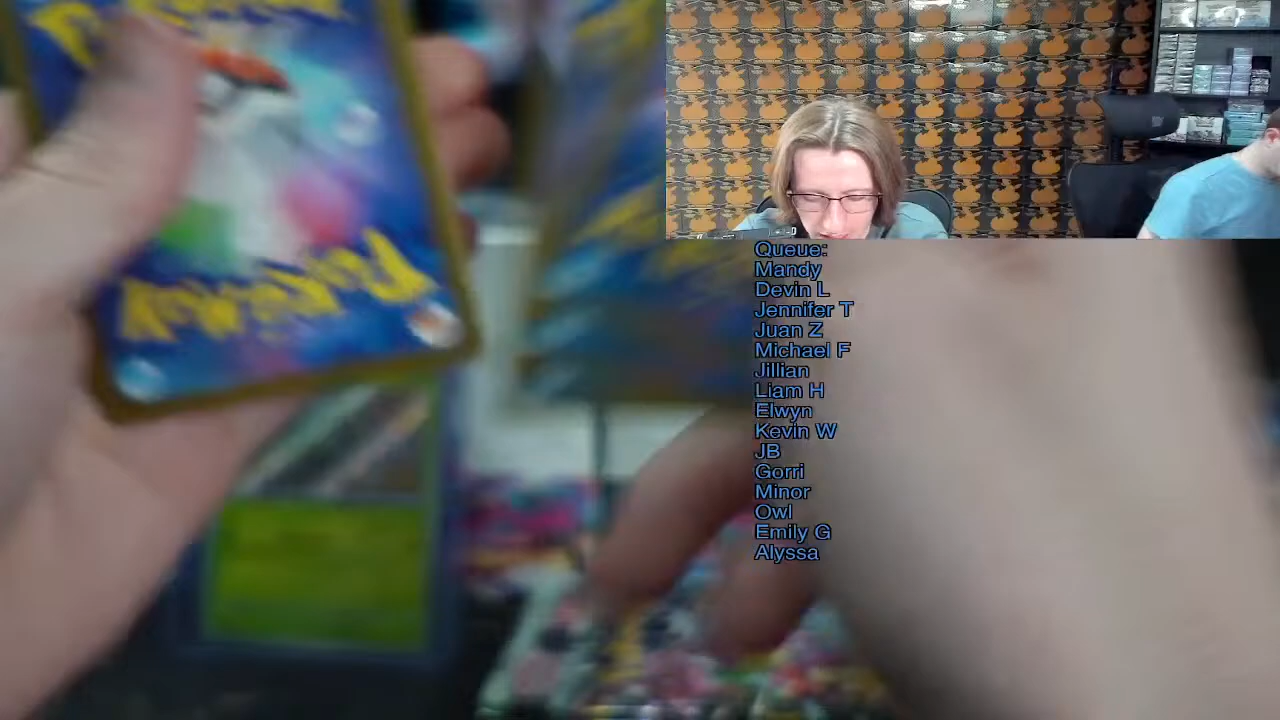 Queue:
Mandy
Devin L
Jennifer T
Juan Z
Michael F
Jillian
Liam H
Elwyn
Kevin W
JB
Gorri
Minor
Owl
Emily G
Alyssa